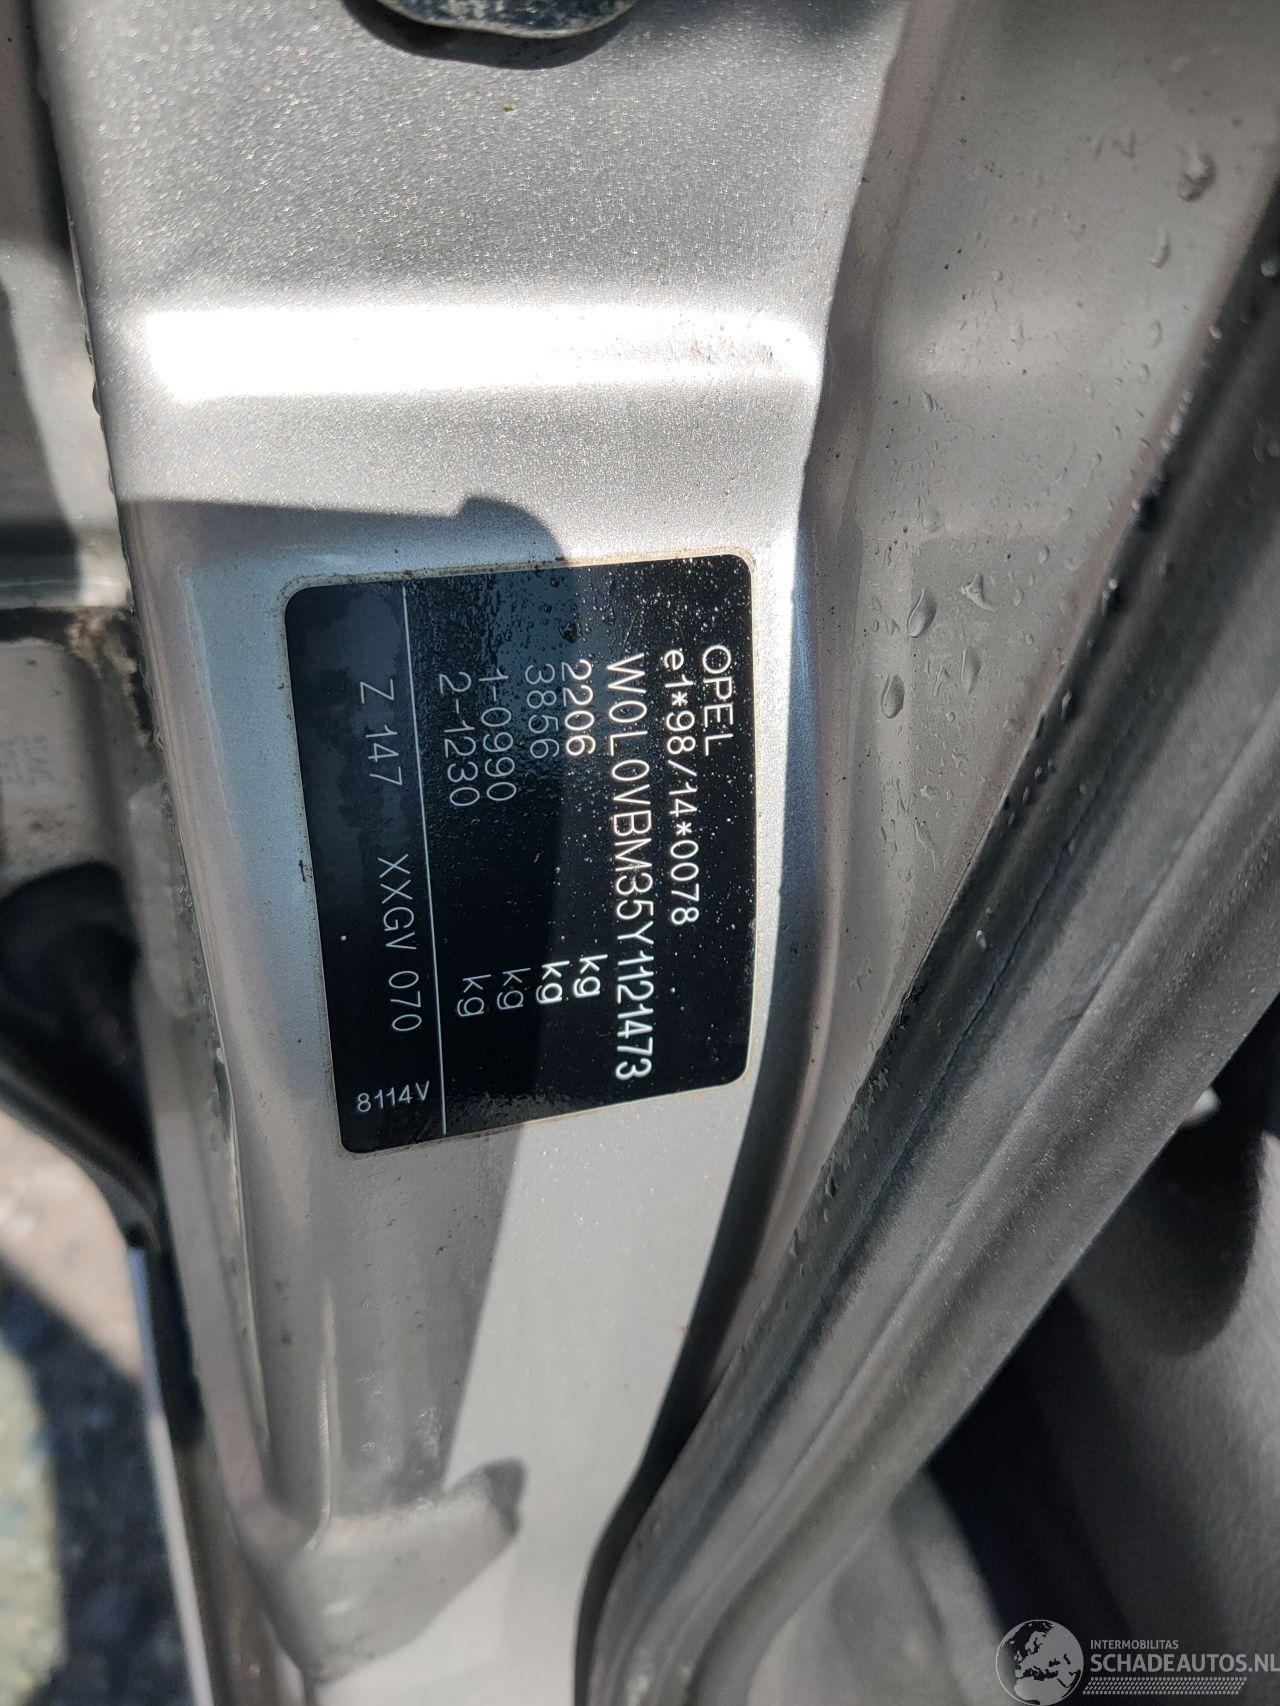 OPEL
e1*98/14*0078
W0L0VBM35Y1121473
2206 kg
3856 kg
1-0990 kg
2-1230 kg
Z 147 XXGV 070 8114V
INTERMOBILITAS
SCHADEAUTOS.NL